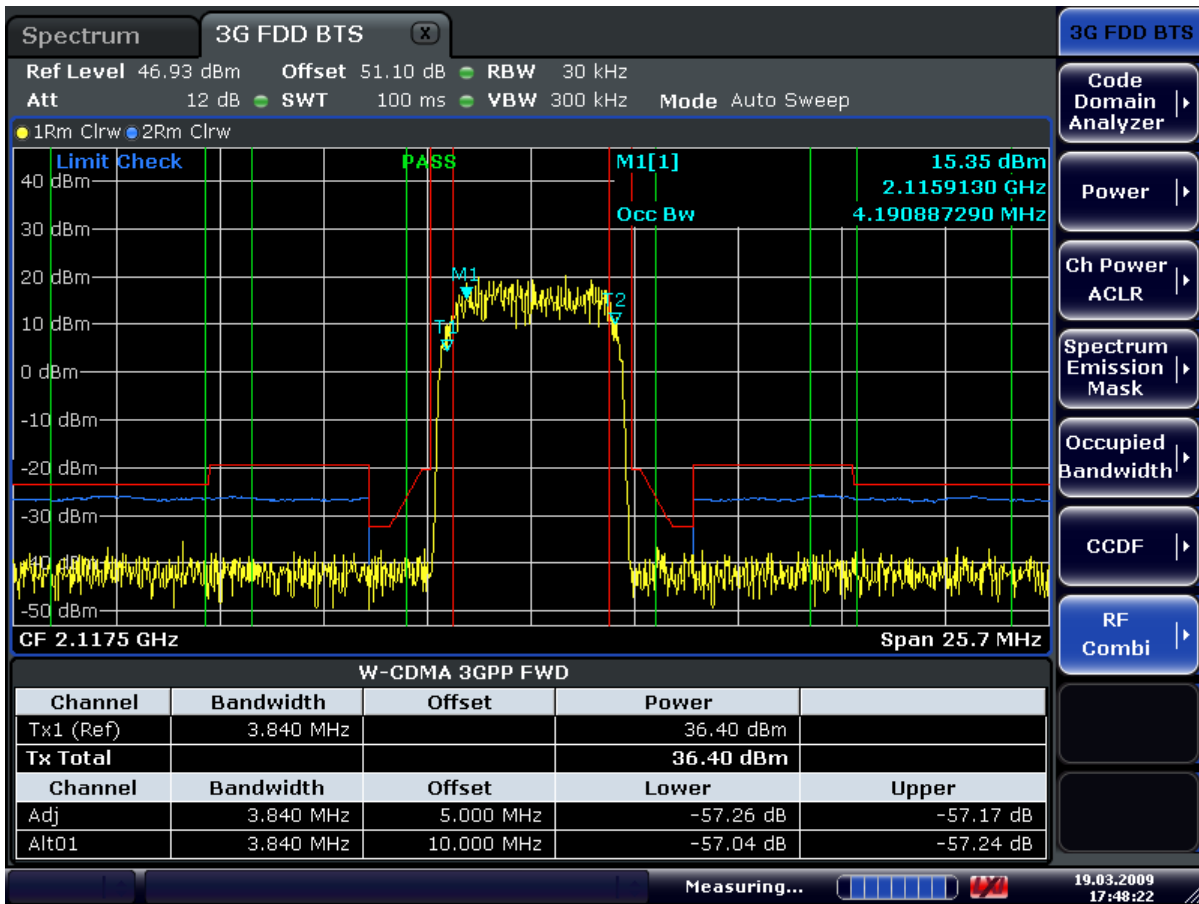 Spectrum 3G FDD BTS X
Ref Level 46.93 dBm Offset 51.10 dB RBW 30 kHz
Att 12 dB SWT 100 ms VBW 300 kHz Mode Auto Sweep
1Rm Clrw 2Rm Clrw
Limit Check PASS M1[1] 15.35 dBm
2.1159130 GHz
Occ Bw 4.190887290 MHz
40 dBm
30 dBm
20 dBm
10 dBm
0 dBm
-10 dBm
-20 dBm
-30 dBm
-40 dBm
-50 dBm
M1
T1
T2
CF 2.1175 GHz Span 25.7 MHz
W-CDMA 3GPP FWD
Channel Bandwidth Offset Power
Tx1 (Ref) 3.840 MHz 36.40 dBm
Tx Total 36.40 dBm
Channel Bandwidth Offset Lower Upper
Adj 3.840 MHz 5.000 MHz -57.26 dB -57.17 dB
Alt01 3.840 MHz 10.000 MHz -57.04 dB -57.24 dB
Measuring...
19.03.2009
17:48:22
3G FDD BTS
Code
Domain
Analyzer
Power
Ch Power
ACLR
Spectrum
Emission
Mask
Occupied
Bandwidth
CCDF
RF
Combi